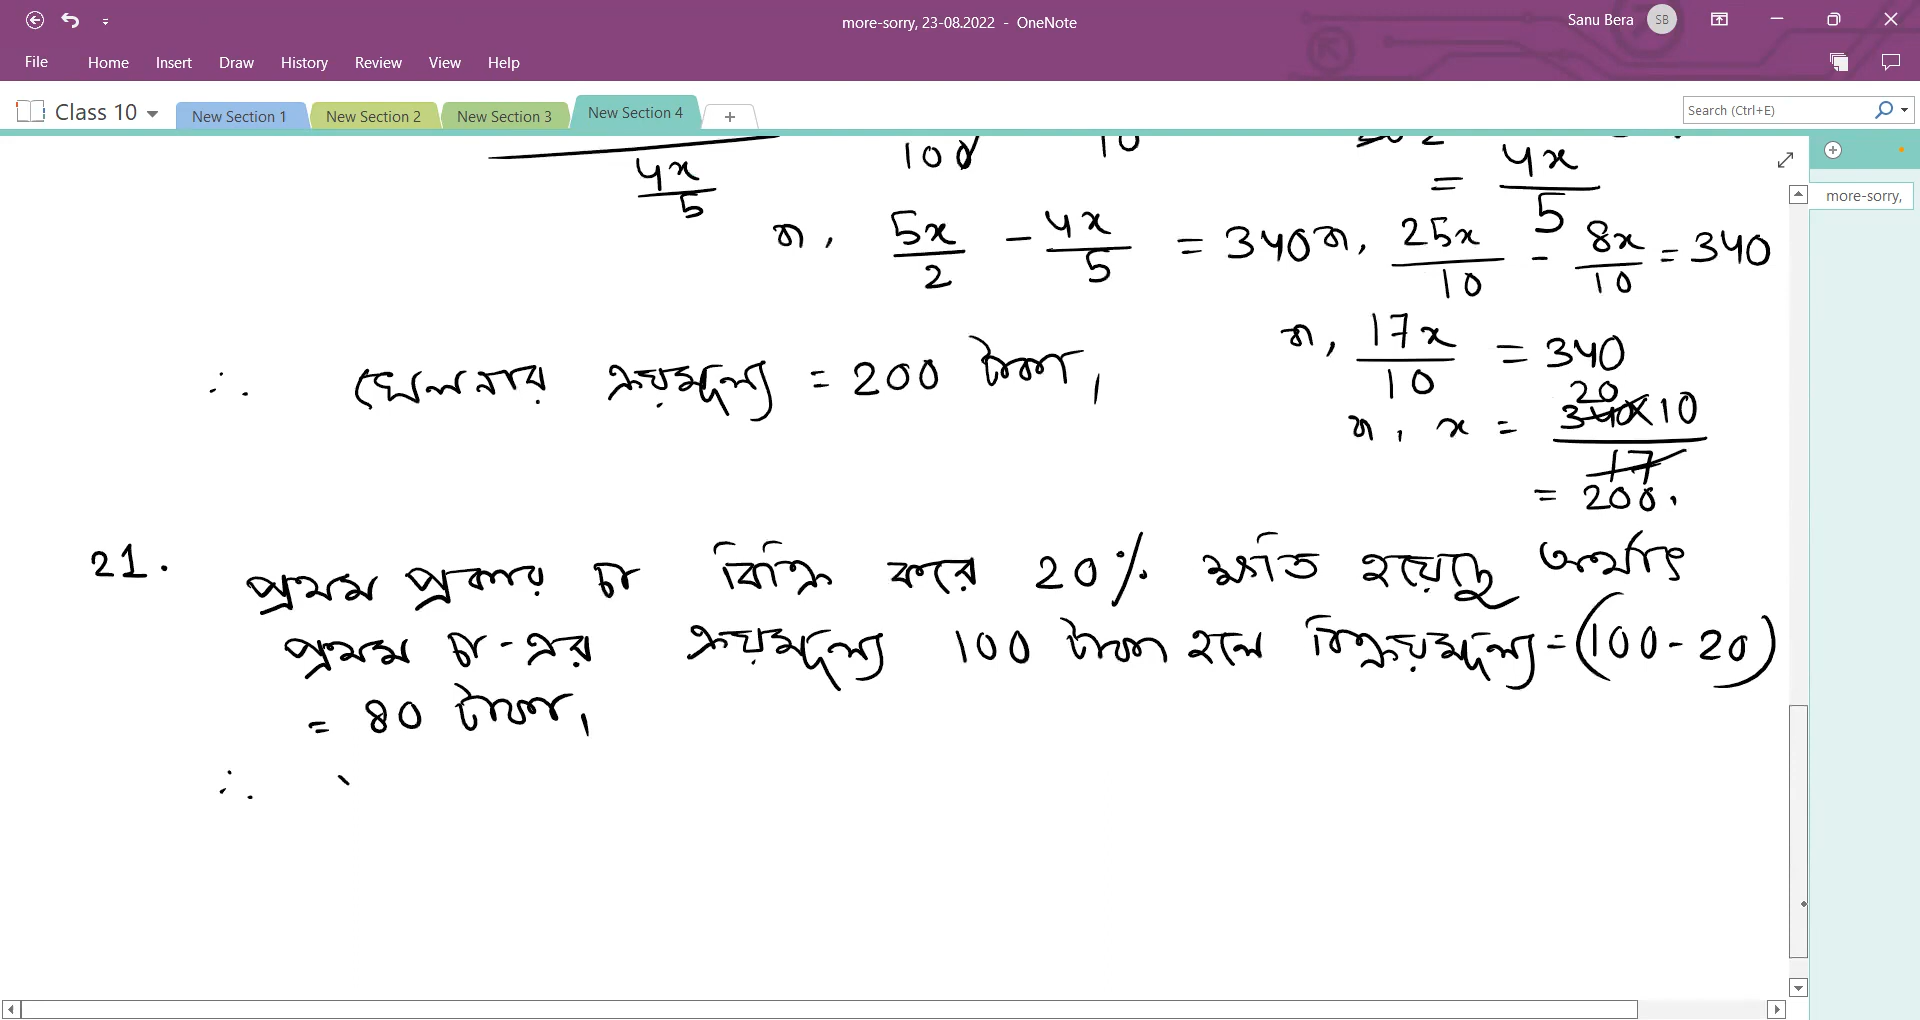 more-sorry, 23-08.2022 - OneNote
Sanu Bera SB
File Home Insert Draw History Review View Help
Class 10 New Section 1 New Section 2 New Section 3 New Section 4 +
Search (Ctrl+E)
more-sorry,
4x/5 100 10 2 = 4x/5
বা, 5x/2 - 4x/5 = 340 বা, 25x/10 - 8x/10 = 340
বা, 17x/10 = 340
∴ খেলনার ক্রয়মূল্য = 200 টাকা।
20
বা, x = 340×10/17
= 200.
21. প্রথম প্রকার চা বিক্রি করে 20% ক্ষতি হয়েছে অর্থাৎ
প্রথম চা-এর ক্রয়মূল্য 100 টাকা হলে বিক্রয়মূল্য = (100-20)
= 80 টাকা।
∴